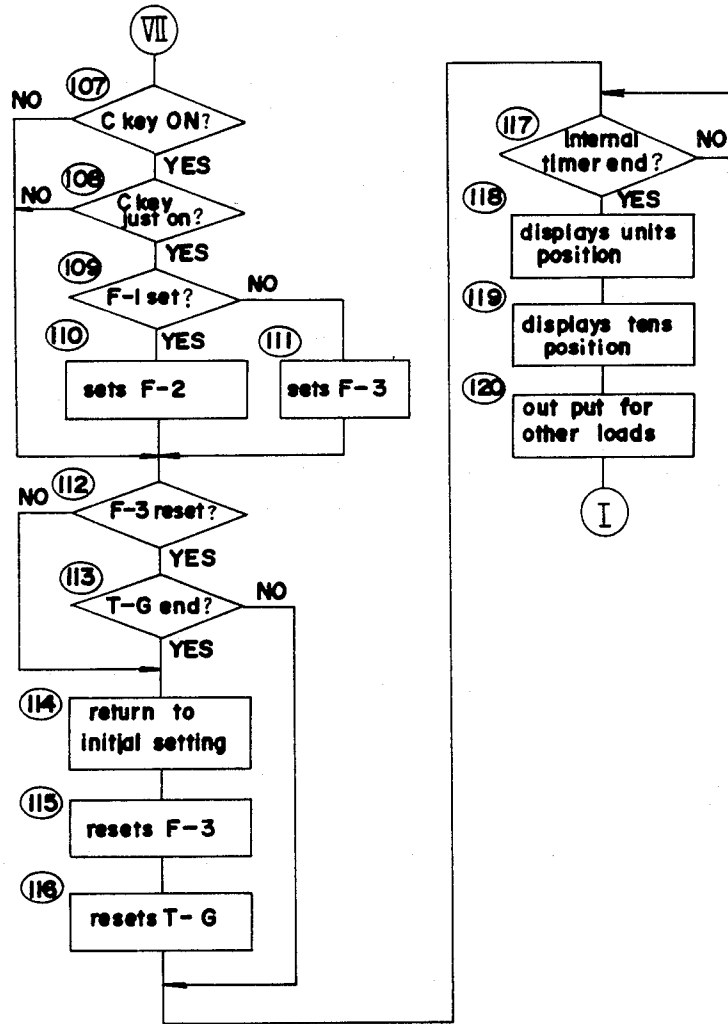 VII
107
NO
C key ON?
YES
108
NO
C key
just on?
YES
109
F-1 set?
NO
YES
110
sets F-2
111
sets F-3
112
NO
F-3 reset?
YES
113
T-G end?
NO
YES
114
return to
initial setting
115
resets F-3
116
resets T-G
117
Internal
timer end?
NO
YES
118
displays units
position
119
displays tens
position
120
out put for
other loads
I